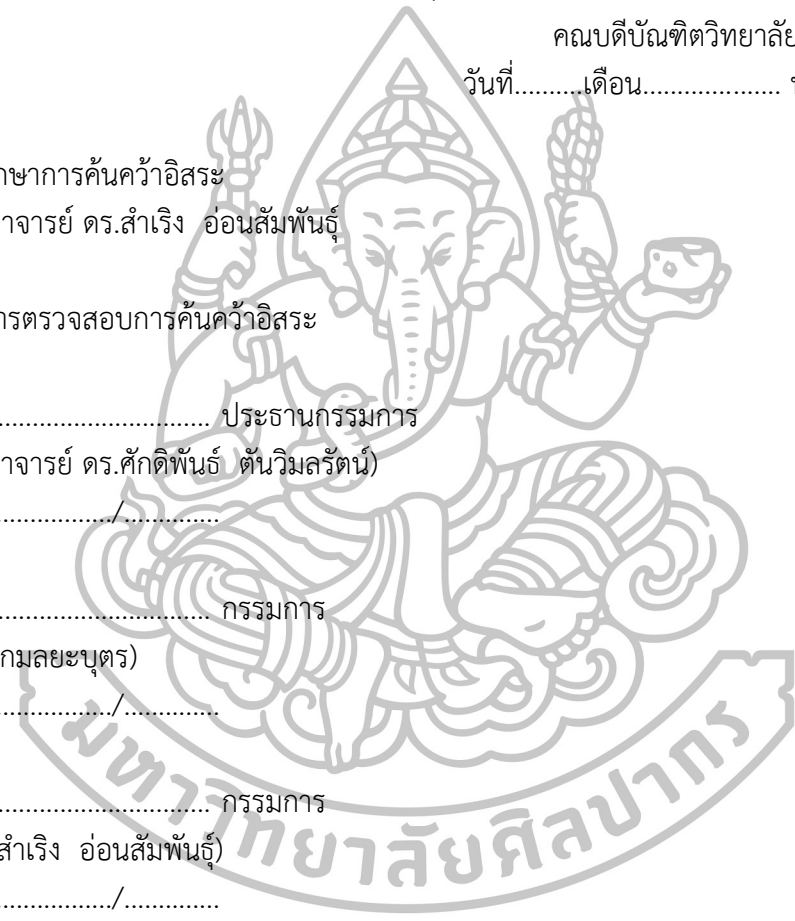 คณบดีบัณฑิตวิทยาลัย
วันที่..........เดือน.................... 
กษาการค้นคว้าอิสระ
าจารย์ ดร.สำเริง อ่อนสัมพันธุ์
ารตรวจสอบการค้นคว้าอิสระ
................................ ประธานกรรมการ
าจารย์ ดร.ศักดิพันธ์ ตันวิมลรัตน์)
................./..............
................................ กรรมการ
กมลยะบุตร)
................./..............
................................ กรรมการ
สำเริง อ่อนสัมพันธุ์)
................./..............
มหาวิทยาลัยศิลปากร